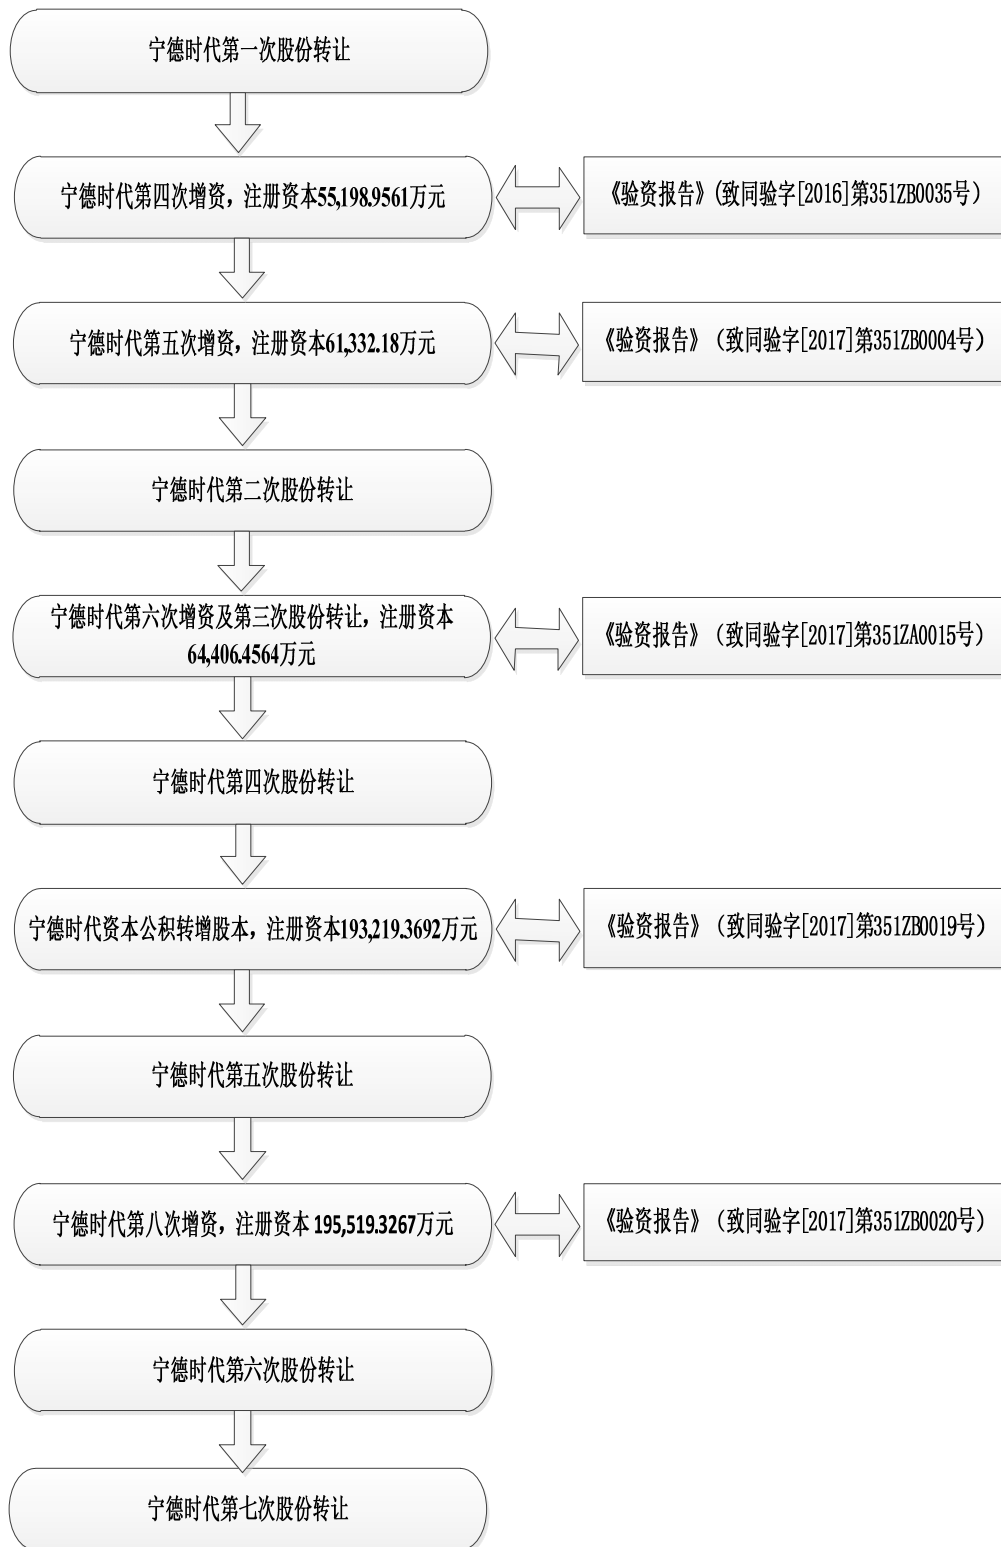 宁德时代第一次股份转让
宁德时代第四次增资，注册资本55,198.9561万元
《验资报告》(致同验字[2016]第351ZB0035号）
宁德时代第五次增资，注册资本61,332.18万元
《验资报告》（致同验字[2017]第351ZB0004号）
宁德时代第二次股份转让
宁德时代第六次增资及第三次股份转让，注册资本
64,406.4564万元
《验资报告》（致同验字[2017]第351ZA0015号）
宁德时代第四次股份转让
宁德时代资本公积转增股本，注册资本193,219.3692万元
《验资报告》（致同验字[2017]第351ZB0019号）
宁德时代第五次股份转让
宁德时代第八次增资，注册资本 195,519.3267万元
《验资报告》（致同验字[2017]第351ZB0020号）
宁德时代第六次股份转让
宁德时代第七次股份转让